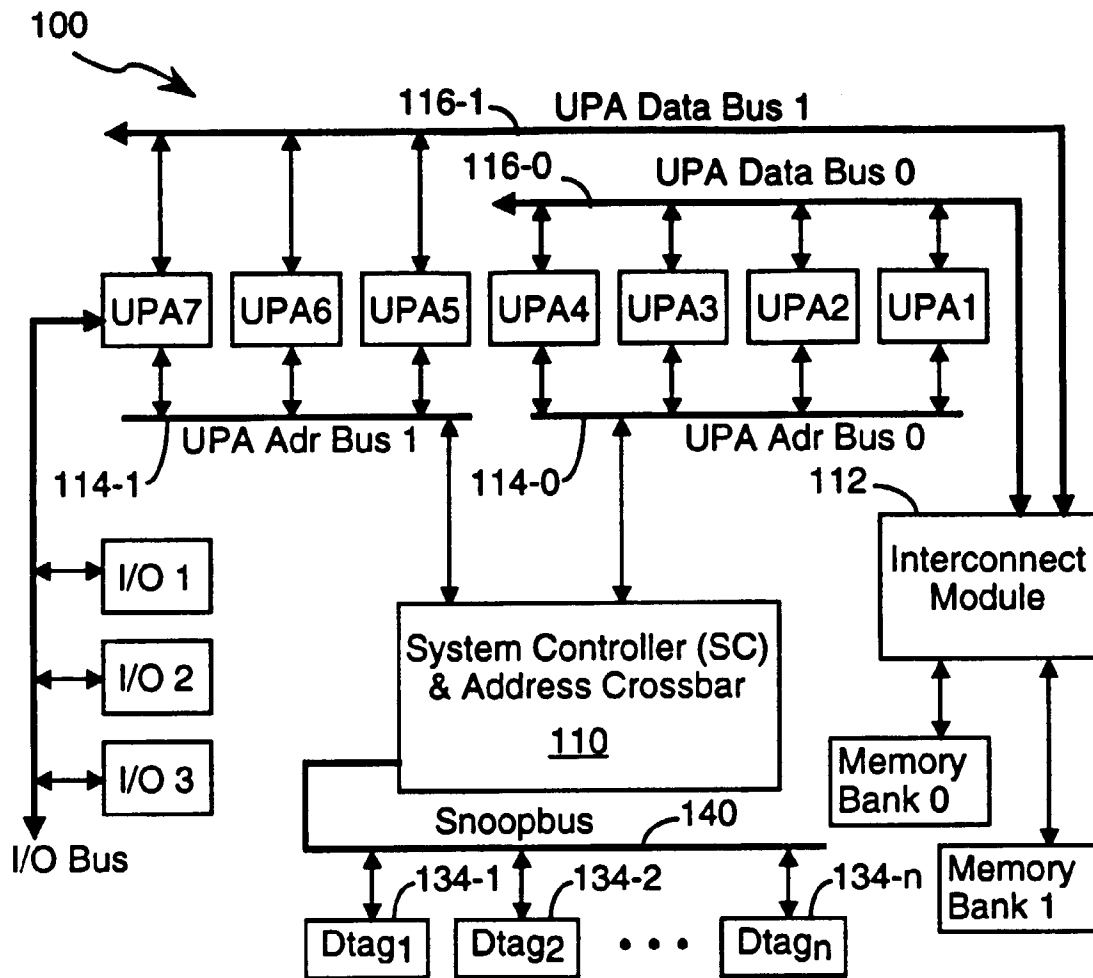 100
116-1
UPA Data Bus 1
116-0
UPA Data Bus 0
UPA7
UPA6
UPA5
UPA4
UPA3
UPA2
UPA1
UPA Adr Bus 1
UPA Adr Bus 0
114-1
114-0
112
Interconnect
Module
I/O 1
I/O 2
I/O 3
I/O Bus
System Controller (SC)
& Address Crossbar
110
Memory
Bank 0
Memory
Bank 1
Snoopbus
140
134-1
134-2
134-n
Dtag1
Dtag2
• • •
Dtagn